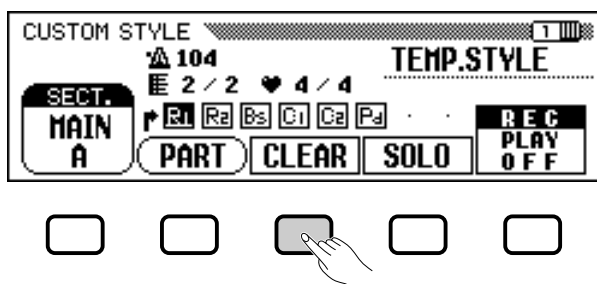 CUSTOM STYLE 1
104 TEMP.STYLE
2/2 4/4
SECT.
MAIN
A
R1 R2 Bs C1 C2 Pd
PART CLEAR SOLO
REC
PLAY
OFF